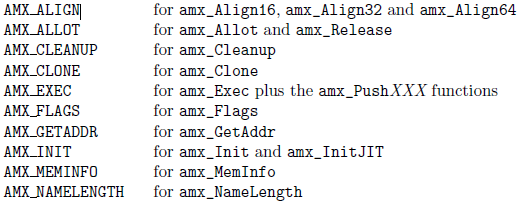 AMX_ALIGN for amx_Align16, amx_Align32 and amx_Align64
AMX_ALLOT for amx_Allot and amx_Release
AMX_CLEANUP for amx_Cleanup
AMX_CLONE for amx_Clone
AMX_EXEC for amx_Exec plus the amx_PushXXX functions
AMX_FLAGS for amx_Flags
AMX_GETADDR for amx_GetAddr
AMX_INIT for amx_Init and amx_InitJIT
AMX_MEMINFO for amx_MemInfo
AMX_NAMELENGTH for amx_NameLength